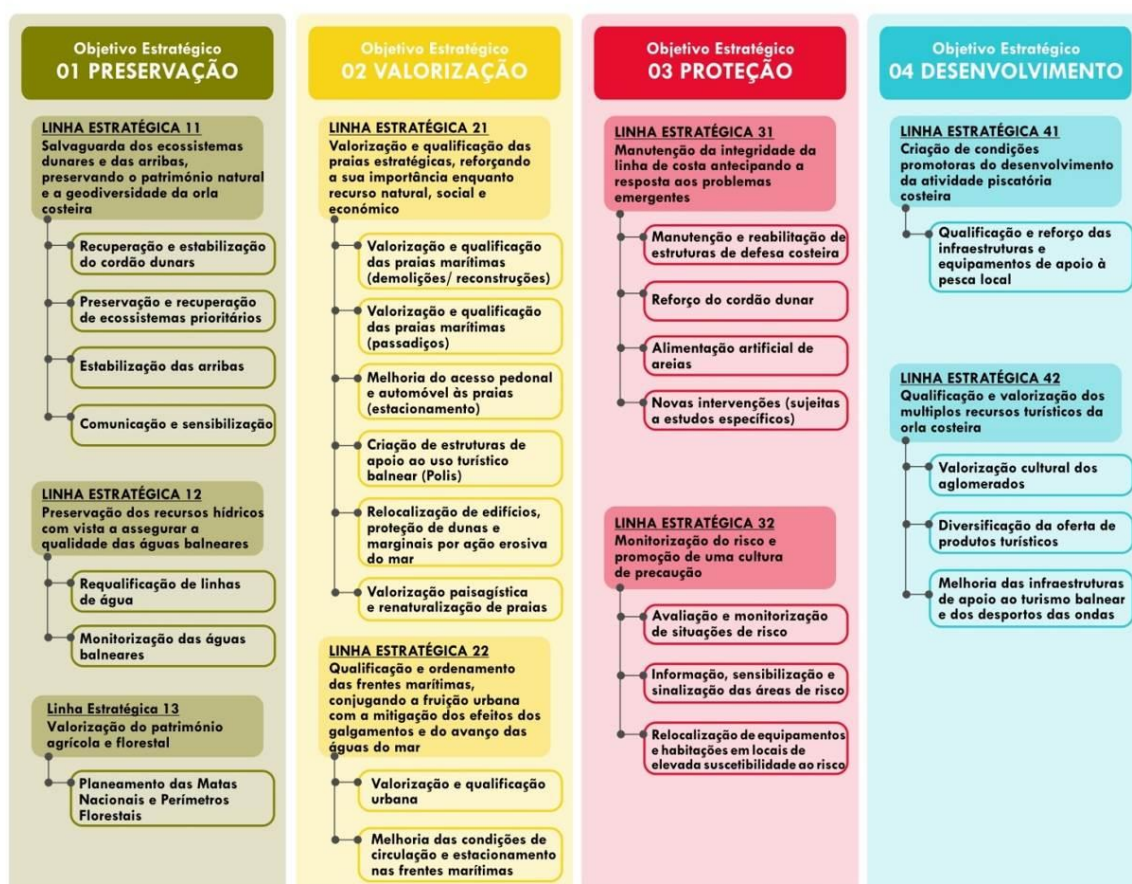 Objetivo Estratégico
01 PRESERVAÇÃO
LINHA ESTRATÉGICA 11
Salvaguarda dos ecossistemas
dunares e das arribas,
preservando o património natural
e a geodiversidade da orla
costeira
Recuperação e estabilização
do cordão dunars
Preservação e recuperação
de ecossistemas prioritários
Estabilização das arribas
Comunicação e sensibilização
LINHA ESTRATÉGICA 12
Preservação dos recursos hídricos
com vista a assegurar a
qualidade das águas balneares
Requalificação de linhas
de água
Monitorização das águas
balneares
Linha Estratégica 13
Valorização do património
agrícola e florestal
Planeamento das Matas
Nacionais e Perímetros
Florestais
Objetivo Estratégico
02 VALORIZAÇÃO
LINHA ESTRATÉGICA 21
Valorização e qualificação das
praias estratégicas, reforçando
a sua importância enquanto
recurso natural, social e
económico
Valorização e qualificação
das praias marítimas
(demolições/ reconstruções)
Valorização e qualificação
das praias marítimas
(passadiços)
Melhoria do acesso pedonal
e automóvel às praias
(estacionamento)
Criação de estruturas de
apoio ao uso turístico
balnear (Polis)
Relocalização de edifícios,
proteção de dunas e
marginais por ação erosiva
do mar
Valorização paisagística
e renaturalização de praias
LINHA ESTRATÉGICA 22
Qualificação e ordenamento
das frentes marítimas,
conjugando a fruição urbana
com a mitigação dos efeitos dos
galgamentos e do avanço das
águas do mar
Valorização e qualificação
urbana
Melhoria das condições de
circulação e estacionamento
nas frentes marítimas
Objetivo Estratégico
03 PROTEÇÃO
LINHA ESTRATÉGICA 31
Manutenção da integridade da
linha de costa antecipando a
resposta aos problemas
emergentes
Manutenção e reabilitação de
estruturas de defesa costeira
Reforço do cordão dunar
Alimentação artificial de
areias
Novas intervenções (sujeitas
a estudos específicos)
LINHA ESTRATÉGICA 32
Monitorização do risco e
promoção de uma cultura
de precaução
Avaliação e monitorização
de situações de risco
Informação, sensibilização e
sinalização das áreas de risco
Relocalização de equipamentos
e habitações em locais de
elevada suscetibilidade ao risco
Objetivo Estratégico
04 DESENVOLVIMENTO
LINHA ESTRATÉGICA 41
Criação de condições
promotoras do desenvolvimento
da atividade piscatória
costeira
Qualificação e reforço das
infraestruturas e
equipamentos de apoio à
pesca local
LINHA ESTRATÉGICA 42
Qualificação e valorização dos
multiplos recursos turísticos da
orla costeira
Valorização cultural dos
aglomerados
Diversificação da oferta de
produtos turísticos
Melhoria das infraestruturas
de apoio ao turismo balnear
e dos desportos das ondas